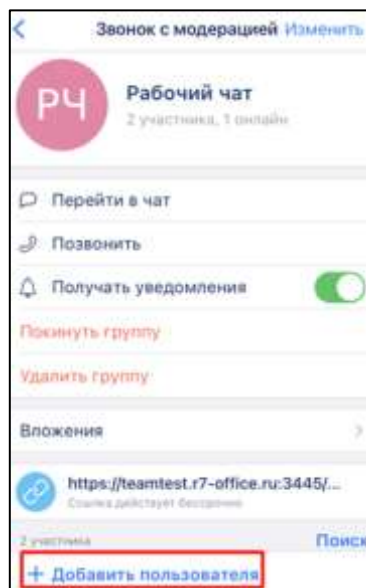 Звонок с модерацией Изменить
РЧ
Рабочий чат
2 участника, 1 онлайн
Перейти в чат
Позвонить
Получать уведомления
Покинуть группу
Удалить группу
Вложения
https://teamtest.r7-office.ru:3445/...
Ссылка действует бессрочно
2 участника Поиск
+ Добавить пользователя